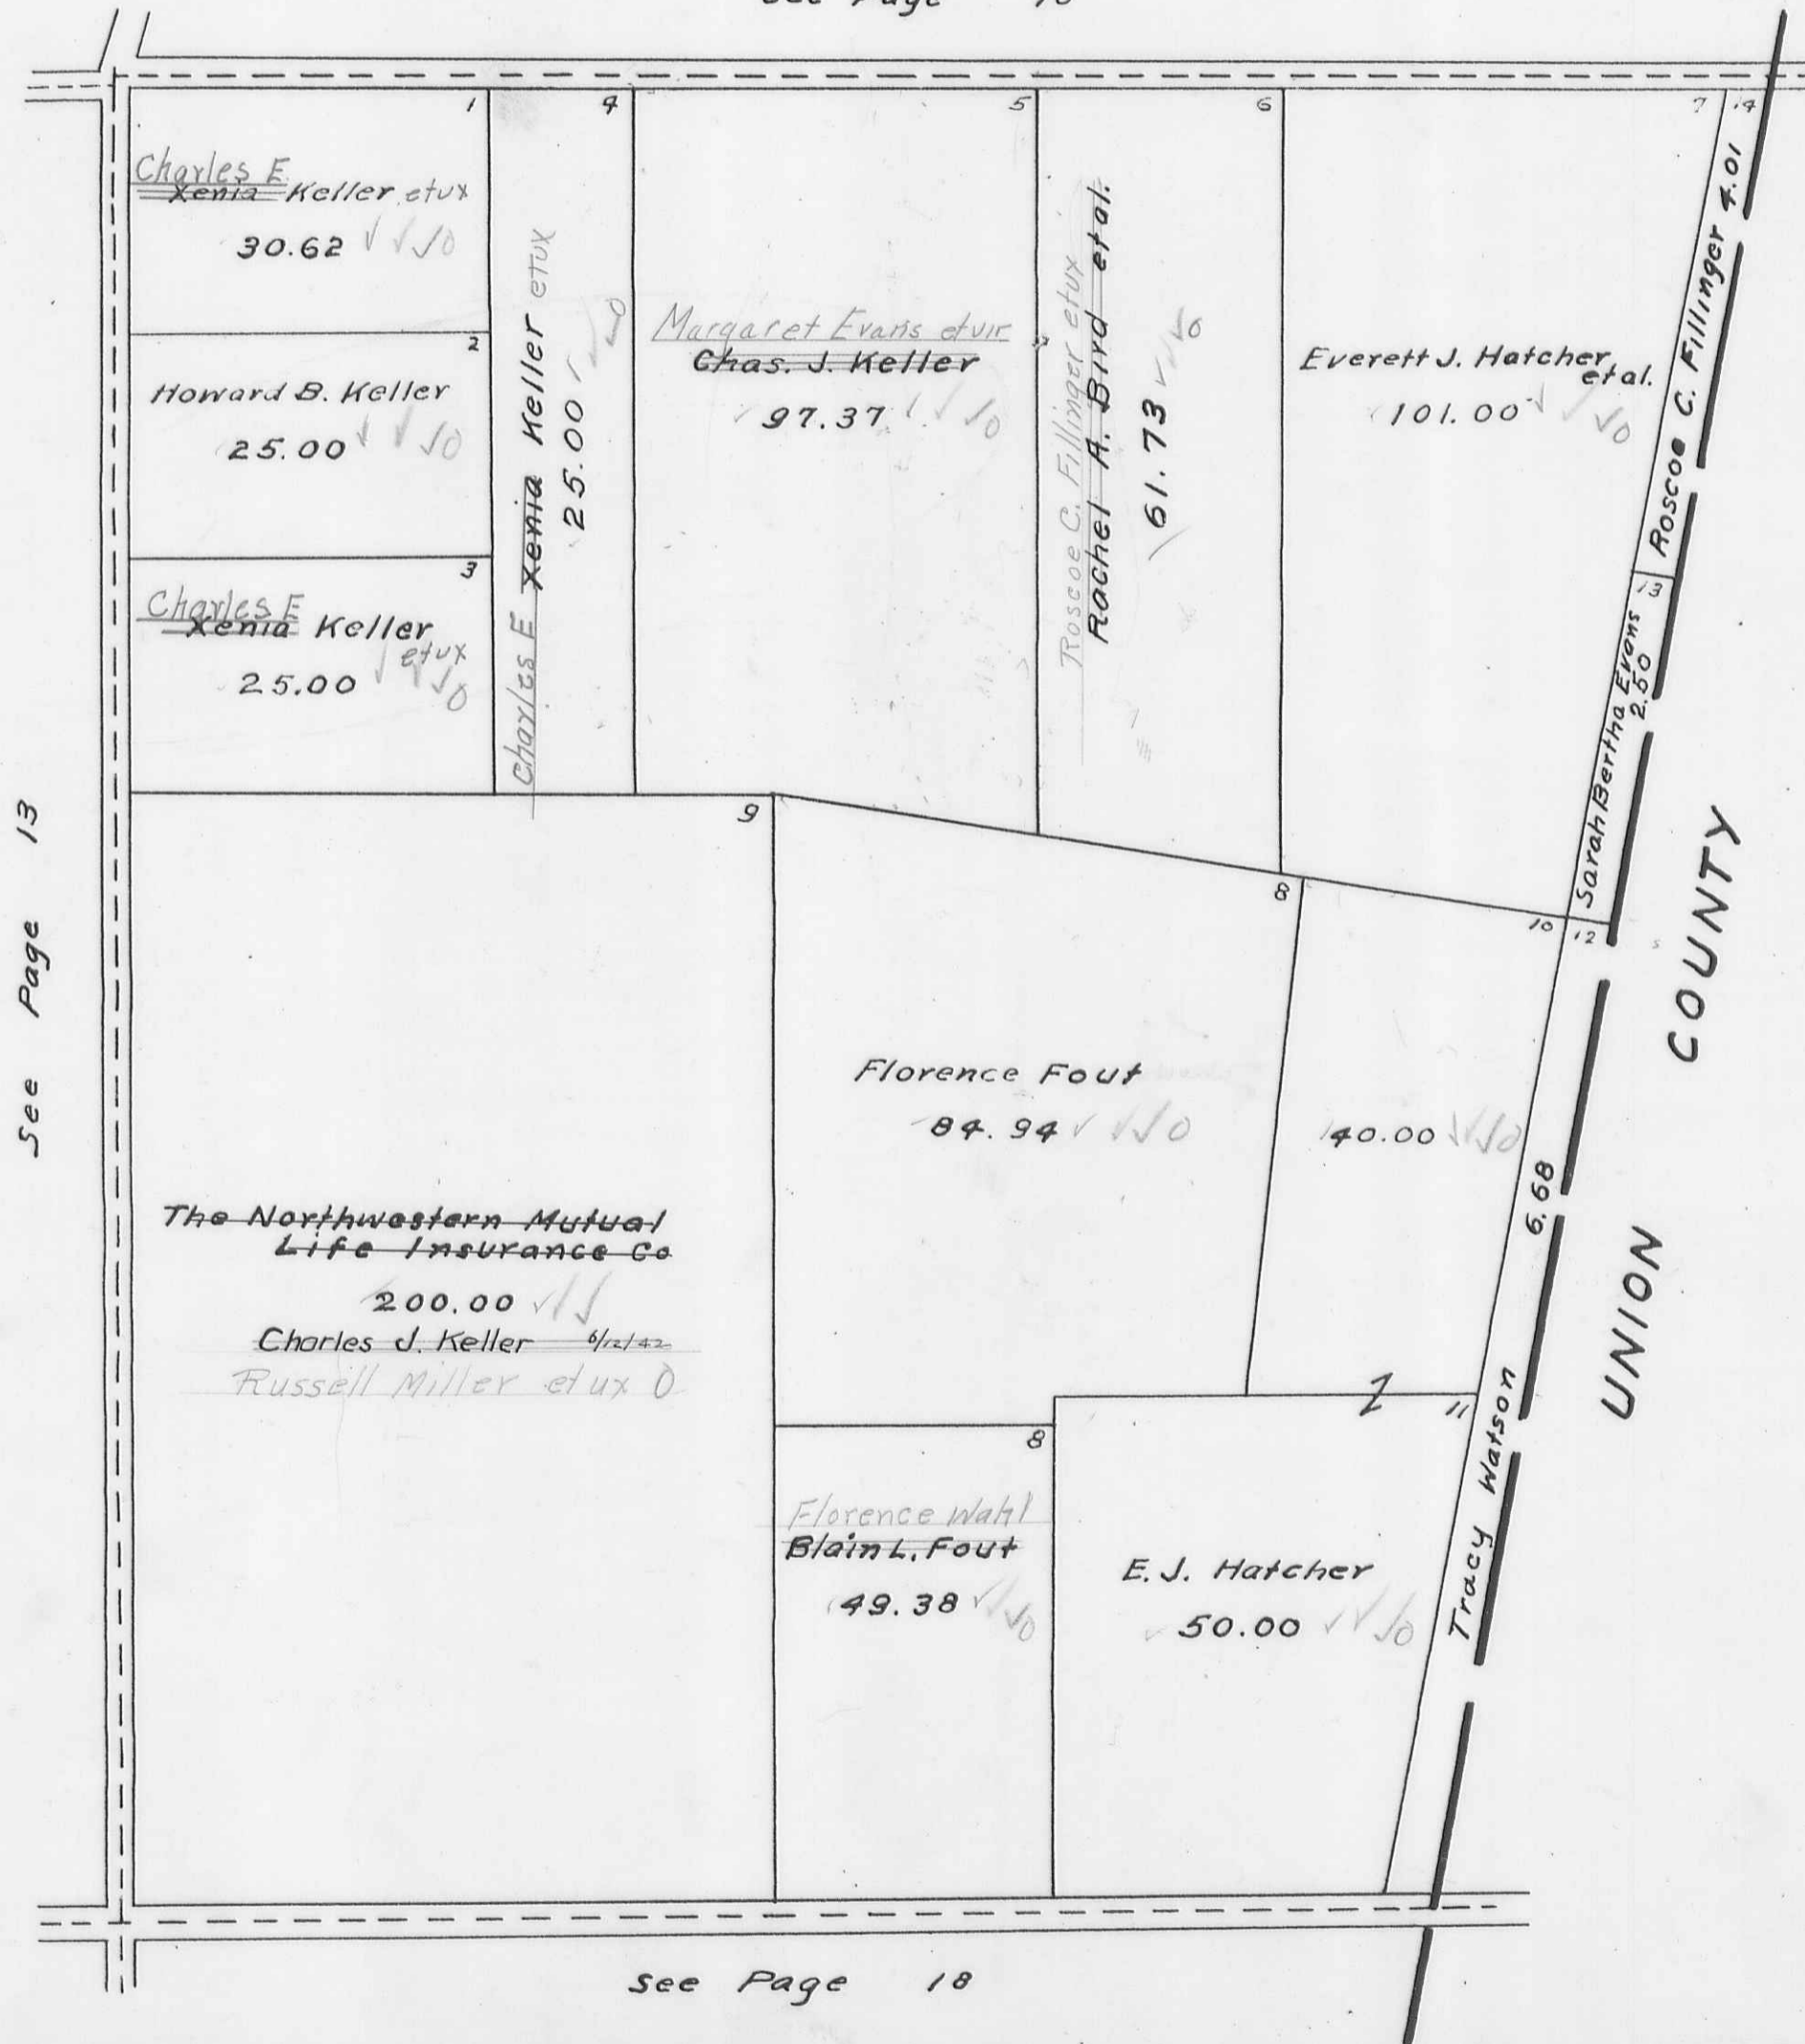 See Page
1
4
5
6
7
14
Charles E
Xenia Keller etux
30.62
2
Howard B. Keller
25.00
3
Charles E
Xenia Keller
etux
25.00
Charles E Xenia Keller etux
25.00
Margaret Evans etvir
Chas. J. Keller
97.37
Roscoe C. Fillinger etux
Rachel A. Bird etal.
61.73
Everett J. Hatcher
etal.
101.00
Roscoe C. Fillinger 4.01
13
Sarah Bertha Evans
2.50
See Page 13
9
8
10
12
Florence Fout
84.94
40.00
The Northwestern Mutual
Life Insurance Co
200.00
Charles J. Keller 6/12/42
Russell Miller et ux 0
8
Florence Wahl
Blain L. Fout
49.38
11
E. J. Hatcher
50.00
Tracy Watson 6.68
UNION COUNTY
See Page 18